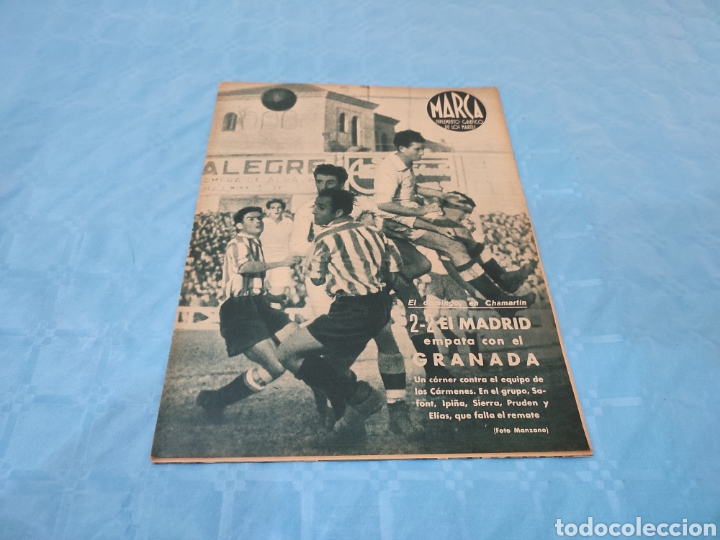 MARCA
SUPLEMENTO GRAFICO
DE LOS MARTES
ALEGRE
El domingo, en Chamartín
2-2 El MADRID
empata con el
GRANADA
Un córner contra el equipo de
los Cármenes. En el grupo, Sa-
font, Ipiña, Sierra, Pruden y
Elías, que falla el remate
(Foto Manzano)
todocoleccion